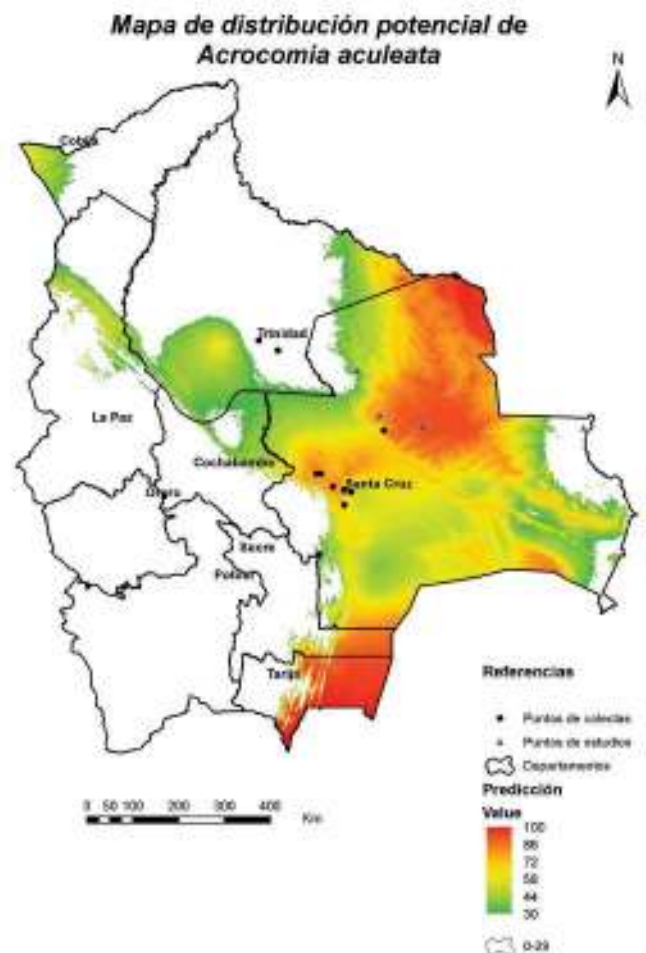 Mapa de distribución potencial de
Acrocomia aculeata
N
Cobija
Trinidad
La Paz
Cochabamba
Santa Cruz
Oruro
Sucre
Potosí
Tarija
Referencias
Puntos de colectas
Puntos de estudios
Departamentos
Predicción
Value
100
86
72
58
44
30
0-29
0 50 100 200 300 400
Km